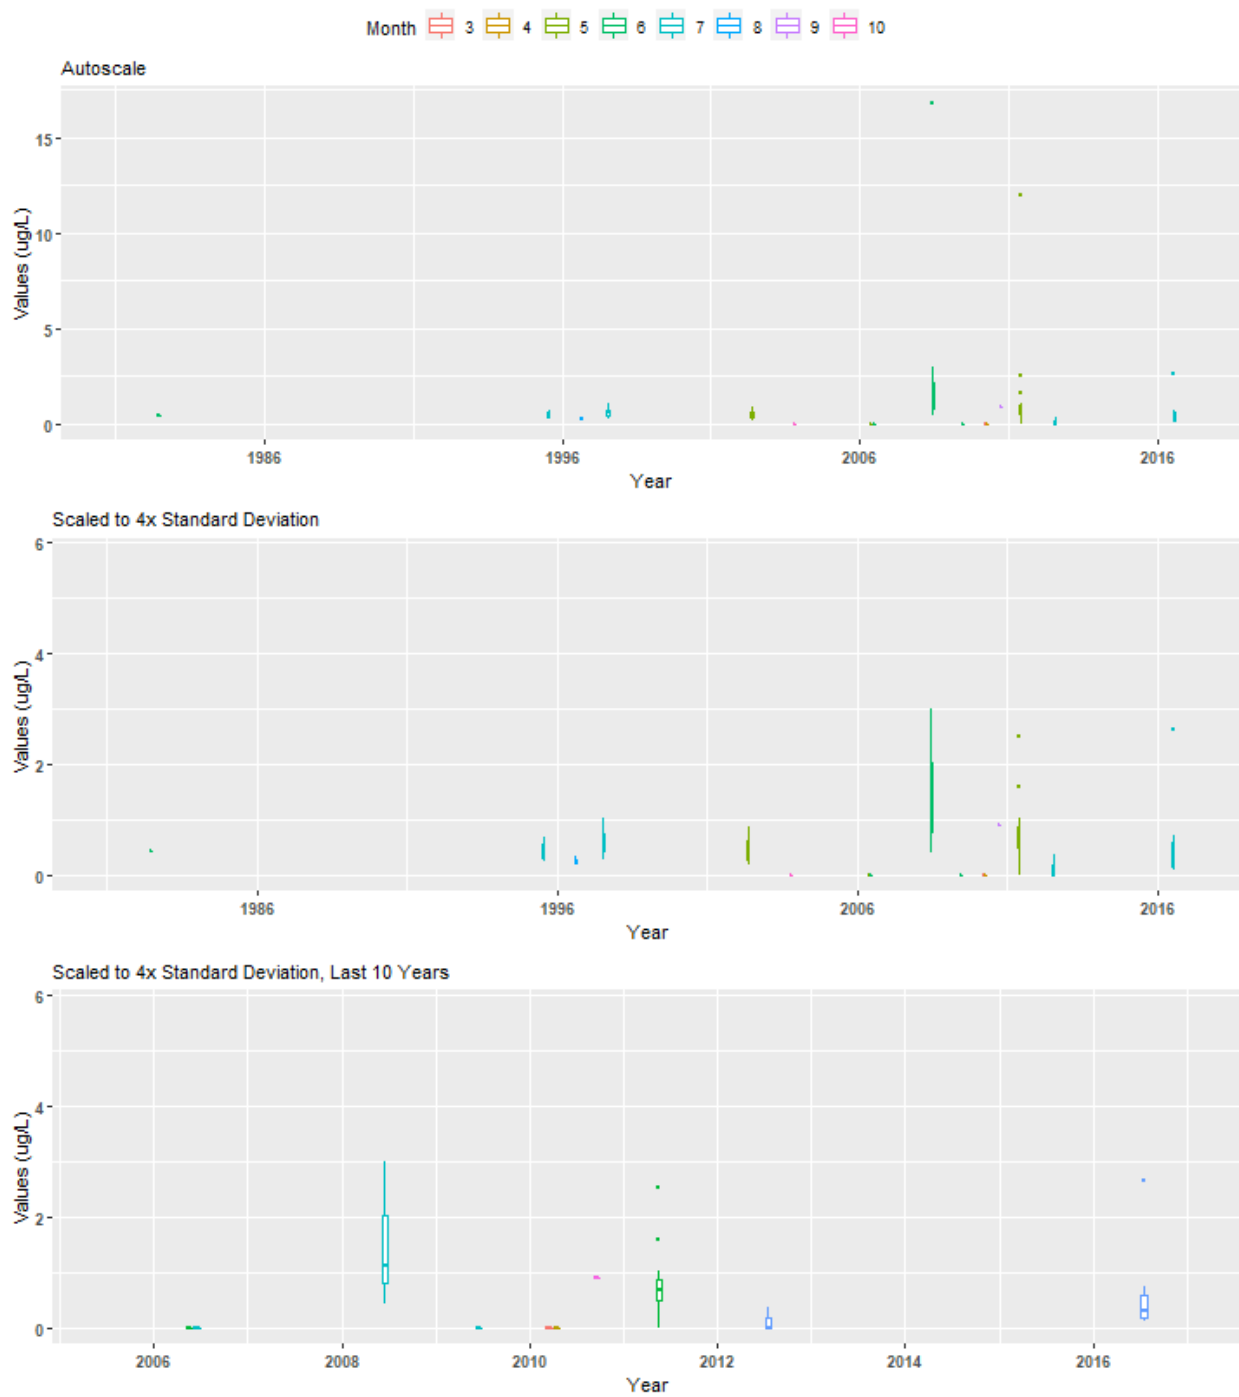 Month 3 4 5 6 7 8 9 10
Autoscale
15
10
5
0
Values (ug/L)
1986 1996 2006 2016
Year
Scaled to 4x Standard Deviation
6
4
2
0
Values (ug/L)
1986 1996 2006 2016
Year
Scaled to 4x Standard Deviation, Last 10 Years
6
4
2
0
Values (ug/L)
2006 2008 2010 2012 2014 2016
Year